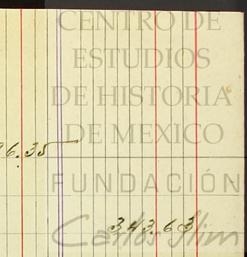 CENTRO DE
ESTUDIOS
DE HISTORIA
DE MEXICO
6.35
FUNDACIÓN
343.63
Carlos Slim